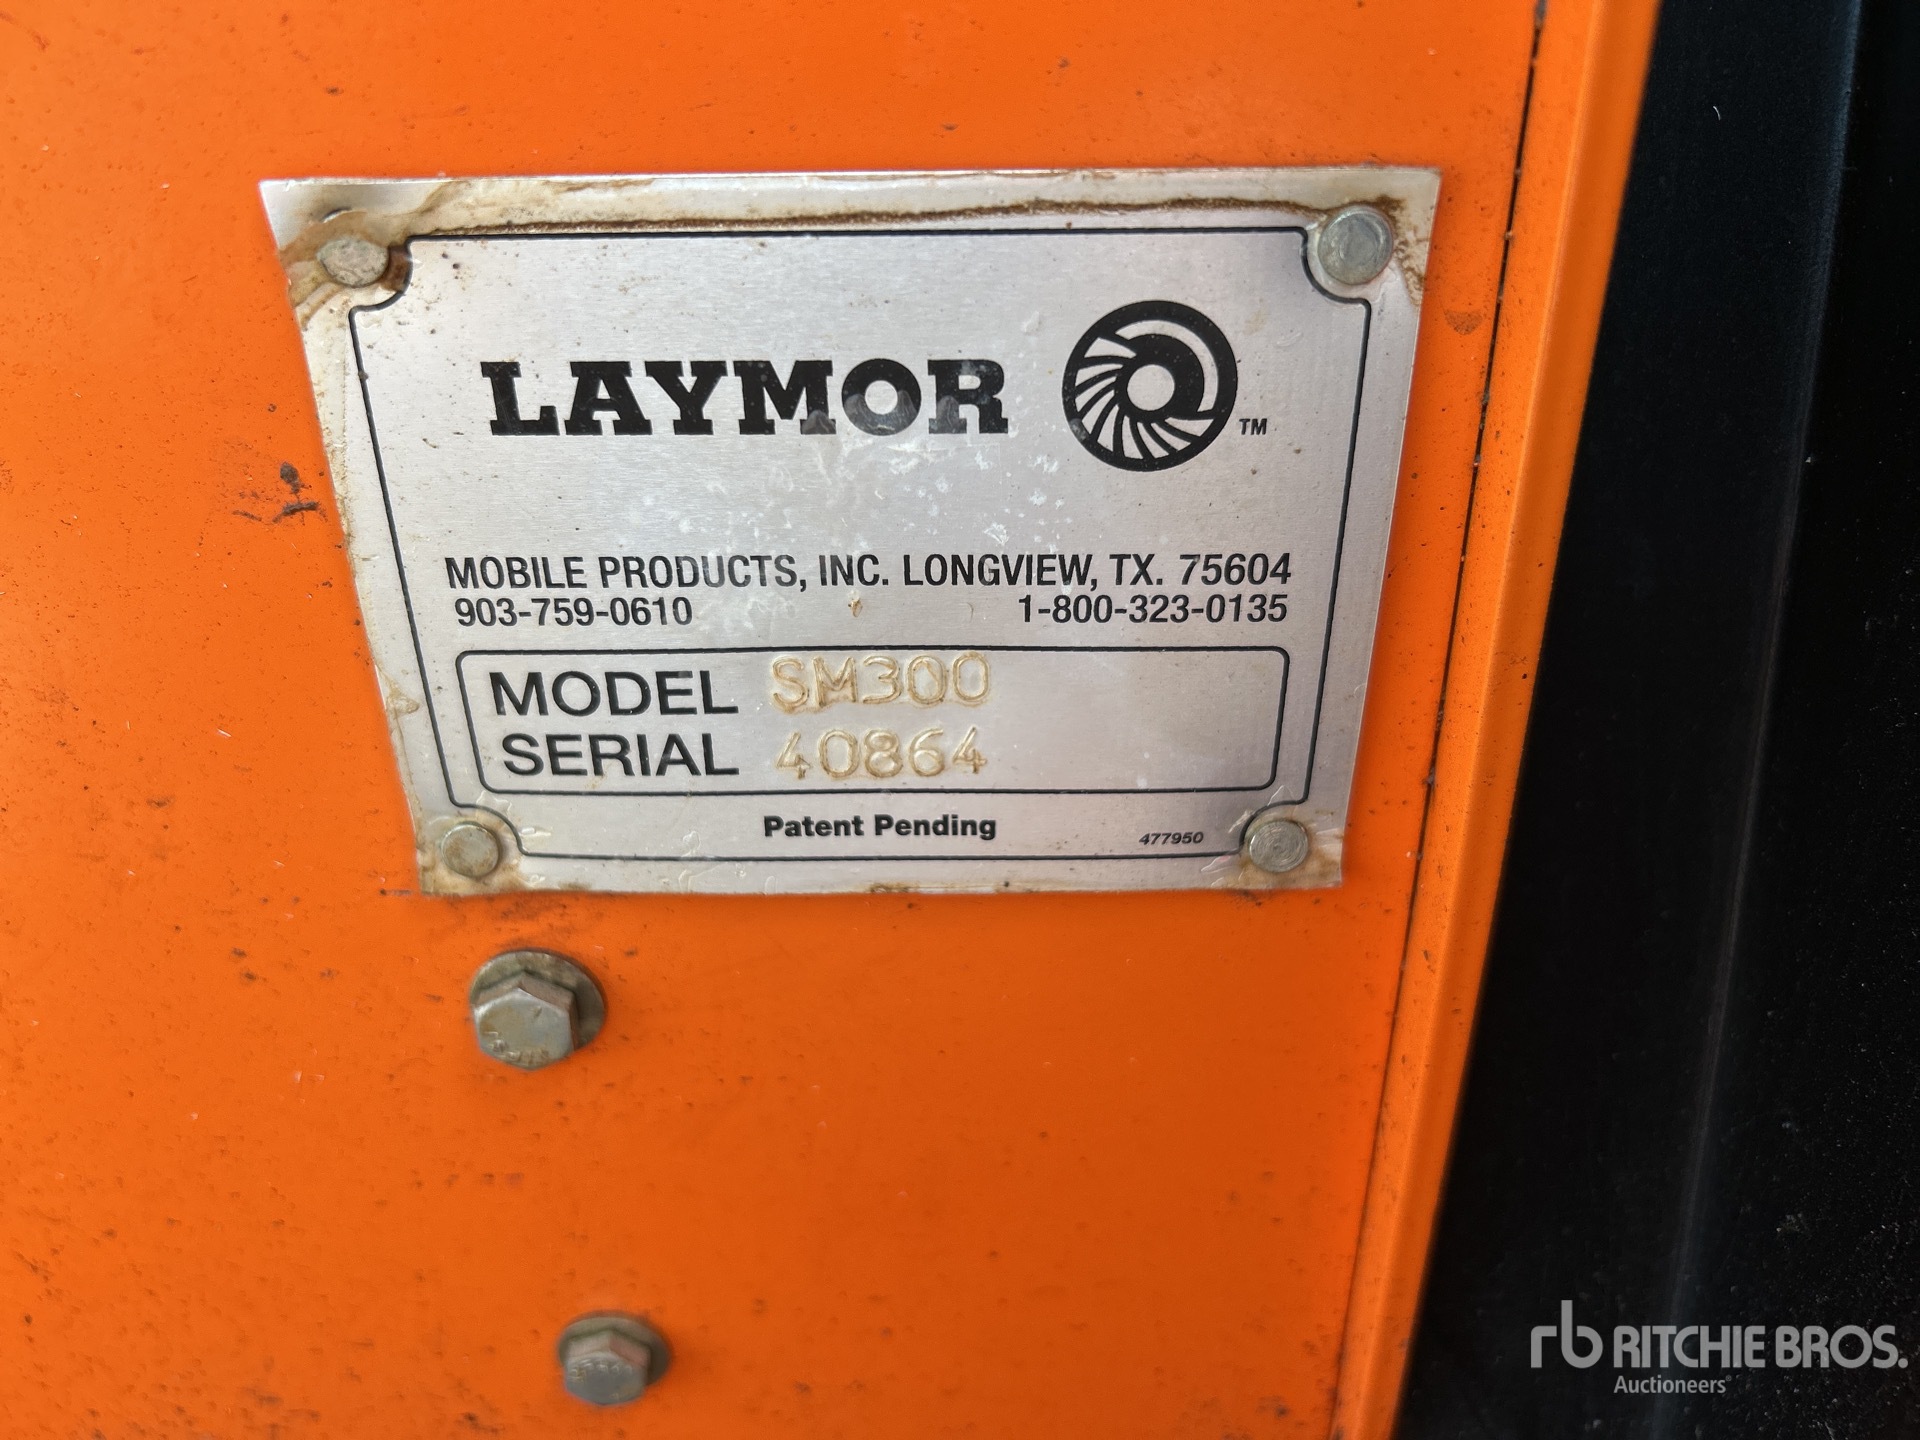 LAYMOR TM
MOBILE PRODUCTS, INC. LONGVIEW, TX. 75604
903-759-0610 1-800-323-0135
MODEL SM300
SERIAL 40864
Patent Pending 477950
rb RITCHIE BROS.
Auctioneers